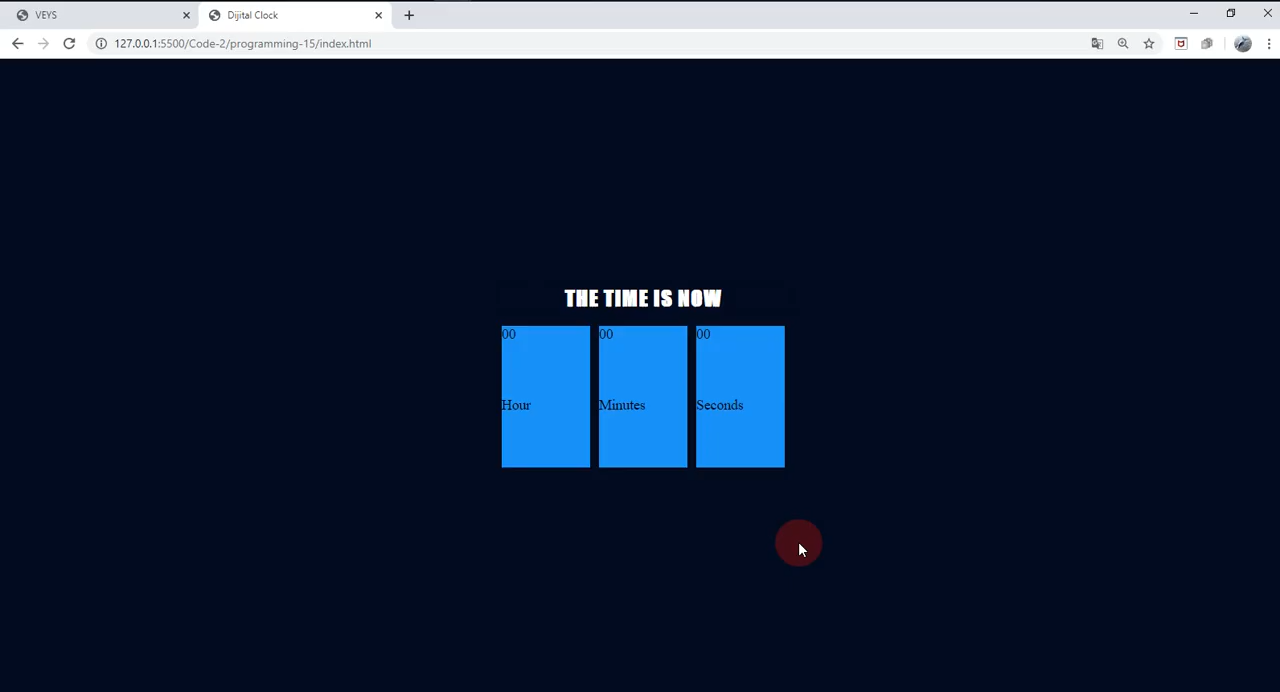 VEYS
Dijital Clock
127.0.0.1:5500/Code-2/programming-15/index.html
THE TIME IS NOW
00 00 00
Hour Minutes Seconds